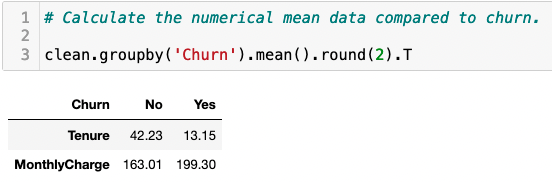 1 # Calculate the numerical mean data compared to churn.
2
3 clean.groupby('Churn').mean().round(2).T
Churn No Yes
Tenure 42.23 13.15
MonthlyCharge 163.01 199.30